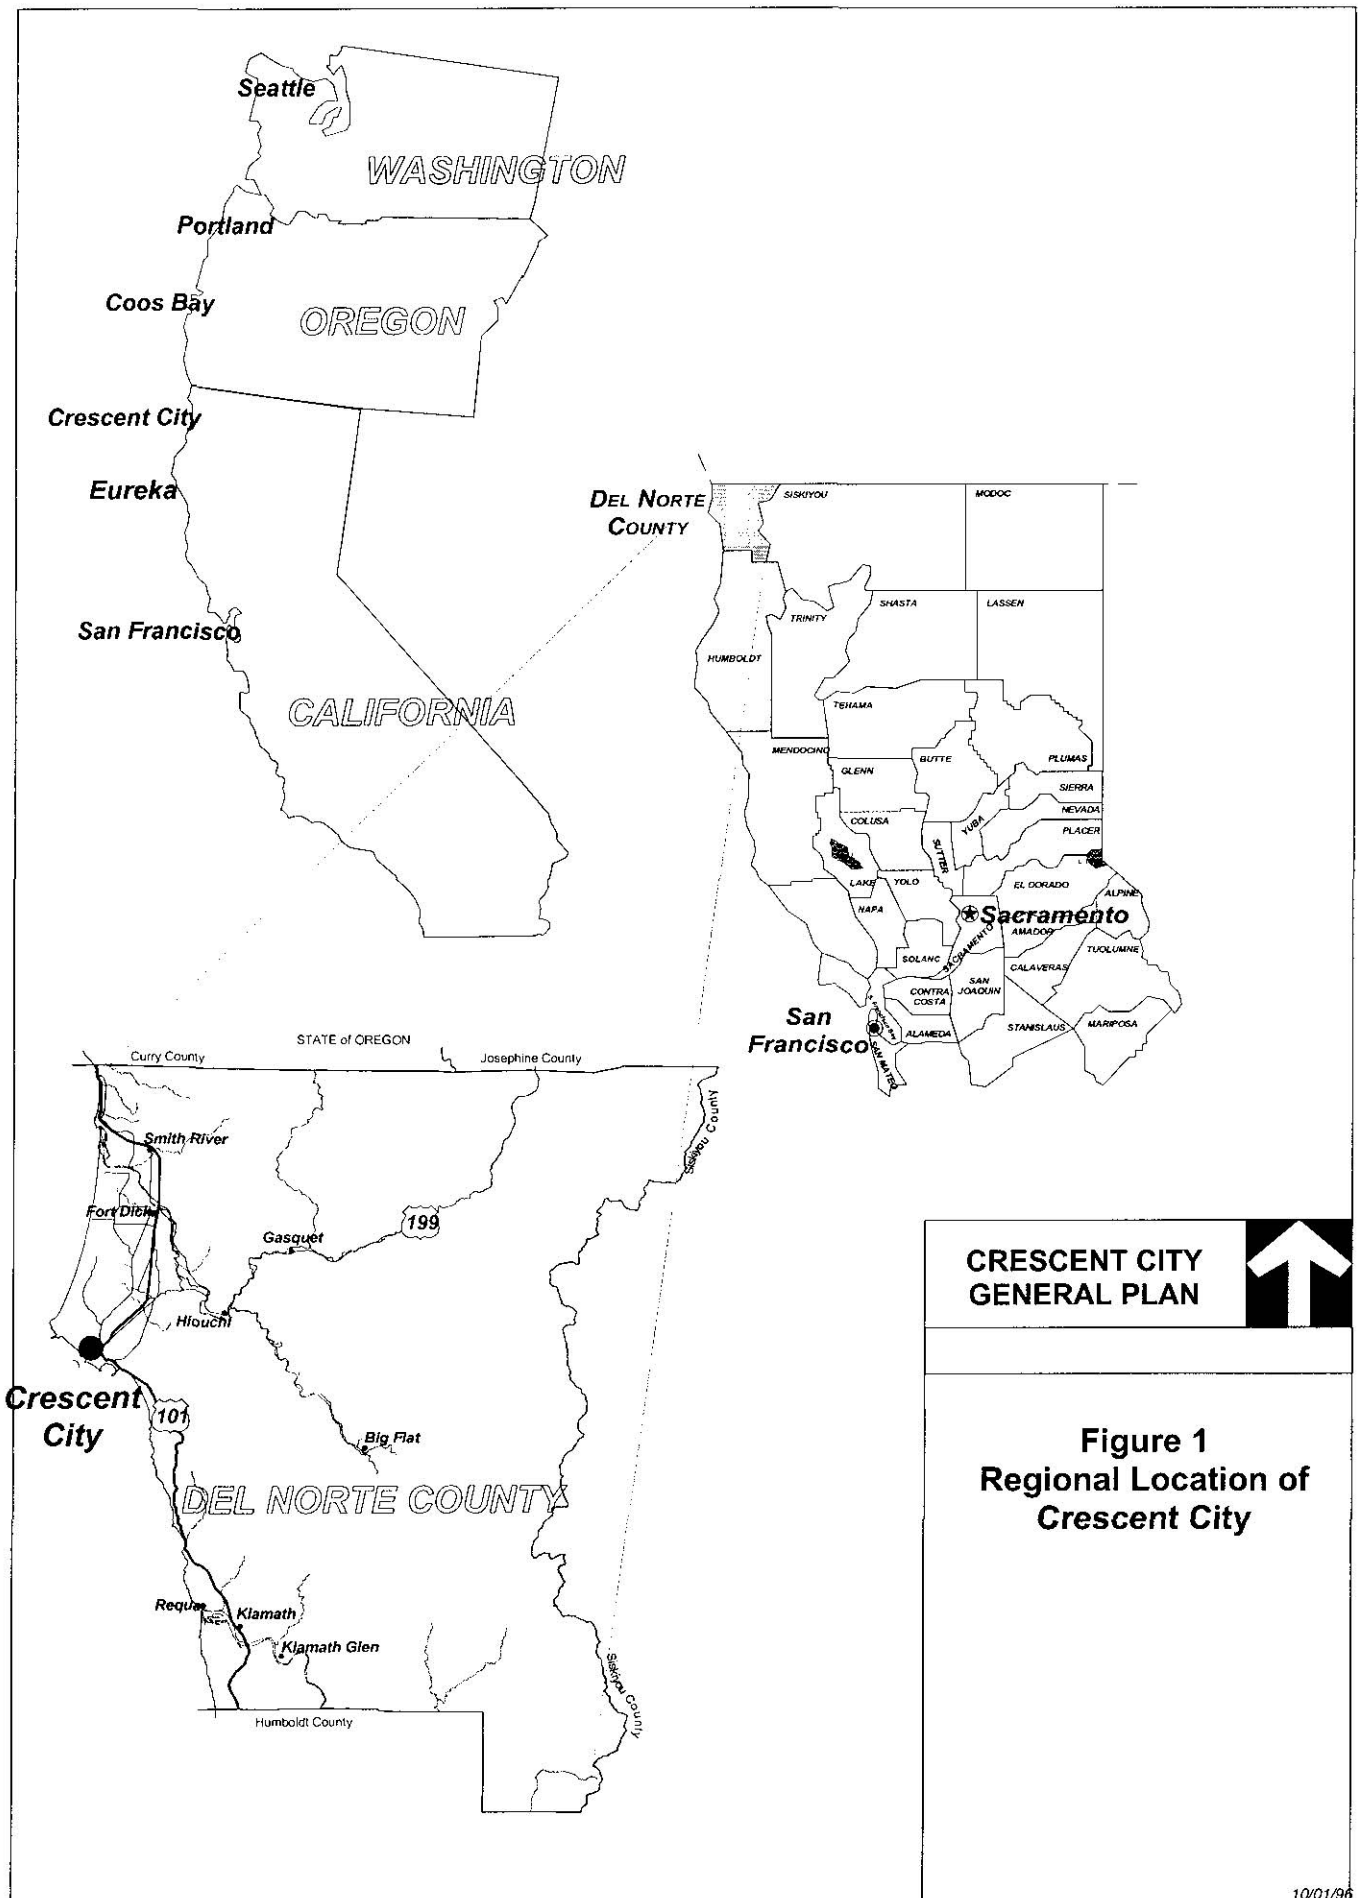 Seattle
WASHINGTON
Portland
Coos Bay
OREGON
Crescent City
Eureka
San Francisco
CALIFORNIA
DEL NORTE
COUNTY
SISKIYOU
MODOC
TRINITY
SHASTA
LASSEN
HUMBOLDT
TEHAMA
MENDOCINO
GLENN
BUTTE
PLUMAS
SIERRA
NEVADA
YUBA
PLACER
COLUSA
SUTTER
LAKE
YOLO
EL DORADO
ALPINE
NAPA
Sacramento
AMADOR
SACRAMENTO
SOLANC
CALAVERAS
TUOLUMNE
SAN
JOAQUIN
CONTRA
COSTA
ALAMEDA
STANISLAUS
MARIPOSA
San
Francisco
SAN MATEO
STATE of OREGON
Curry County
Josephine County
Siskiyou County
Smith River
Fort Dick
199
Gasquet
Hiouchi
Crescent
City
101
Big Flat
DEL NORTE COUNTY
Requa
Klamath
Klamath Glen
Siskiyou County
Humboldt County
CRESCENT CITY
GENERAL PLAN
Figure 1
Regional Location of
Crescent City
10/01/96